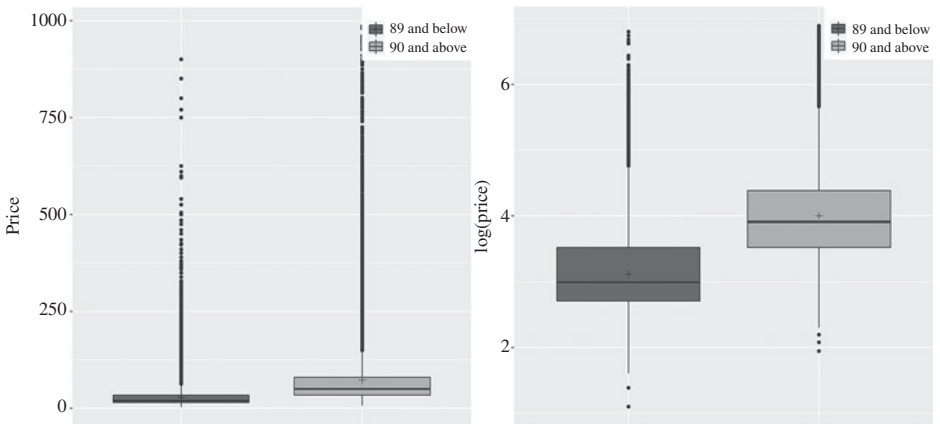 1000
750
500
250
0
Price
89 and below
90 and above
6
4
2
log(price)
89 and below
90 and above